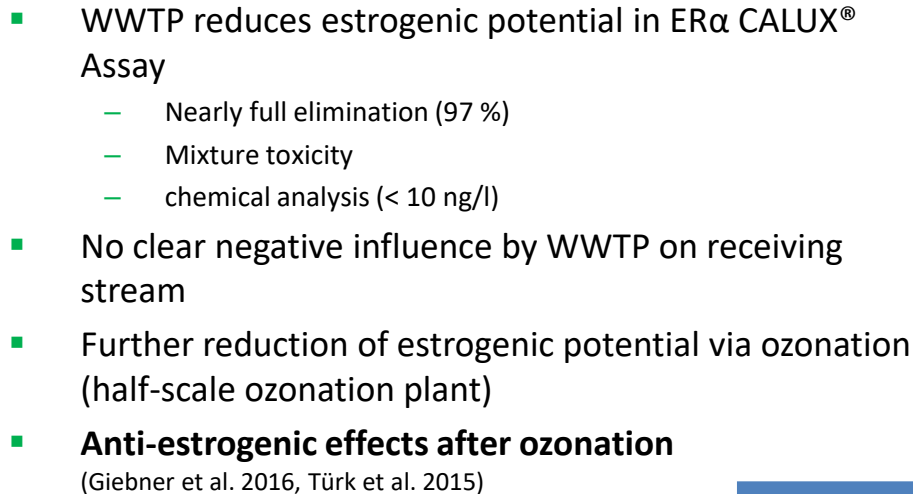 ▪ WWTP reduces estrogenic potential in ERα CALUX®
Assay
– Nearly full elimination (97 %)
– Mixture toxicity
– chemical analysis (< 10 ng/l)
▪ No clear negative influence by WWTP on receiving
stream
▪ Further reduction of estrogenic potential via ozonation
(half-scale ozonation plant)
▪ Anti-estrogenic effects after ozonation
(Giebner et al. 2016, Türk et al. 2015)